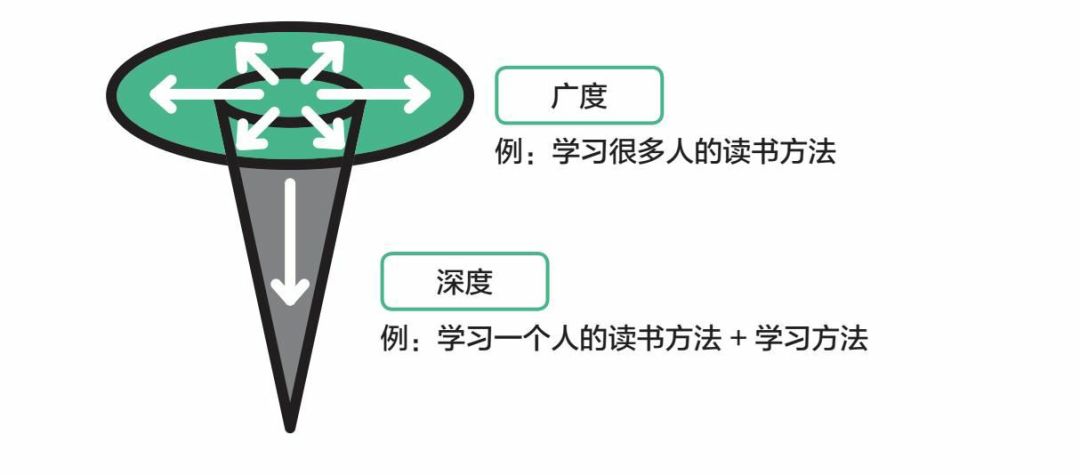 广度
例：学习很多人的读书方法
深度
例：学习一个人的读书方法 + 学习方法